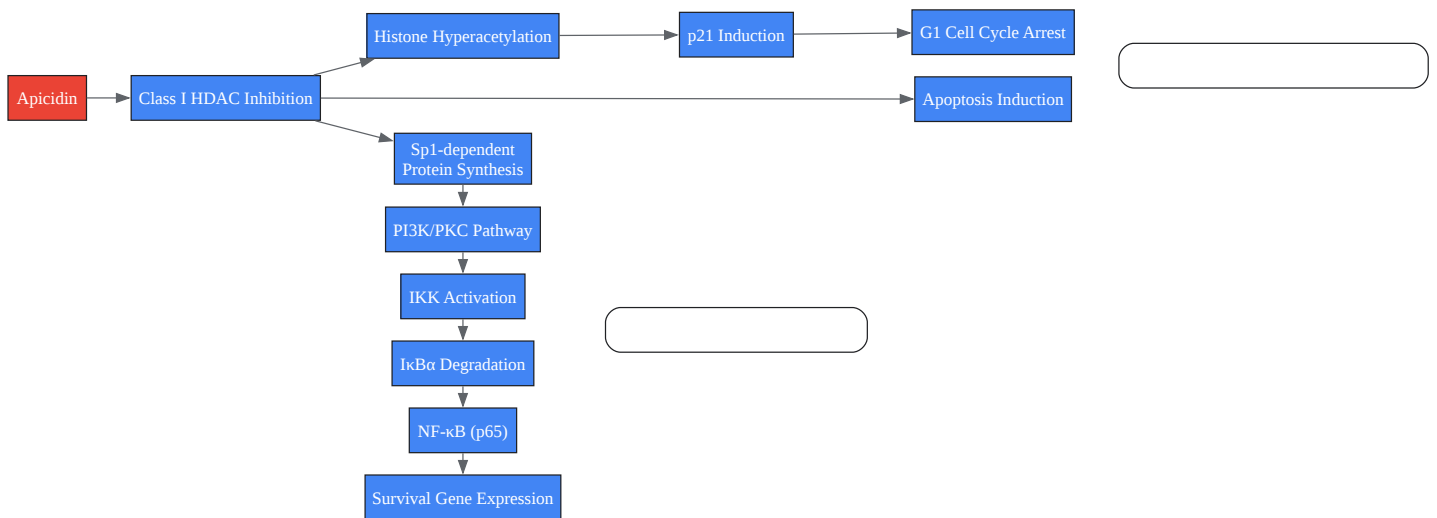 Apicidin
Class I HDAC Inhibition
Histone Hyperacetylation
p21 Induction
G1 Cell Cycle Arrest
Apoptosis Induction
Sp1-dependent
Protein Synthesis
PI3K/PKC Pathway
IKK Activation
IκBα Degradation
NF-κB (p65)
Survival Gene Expression